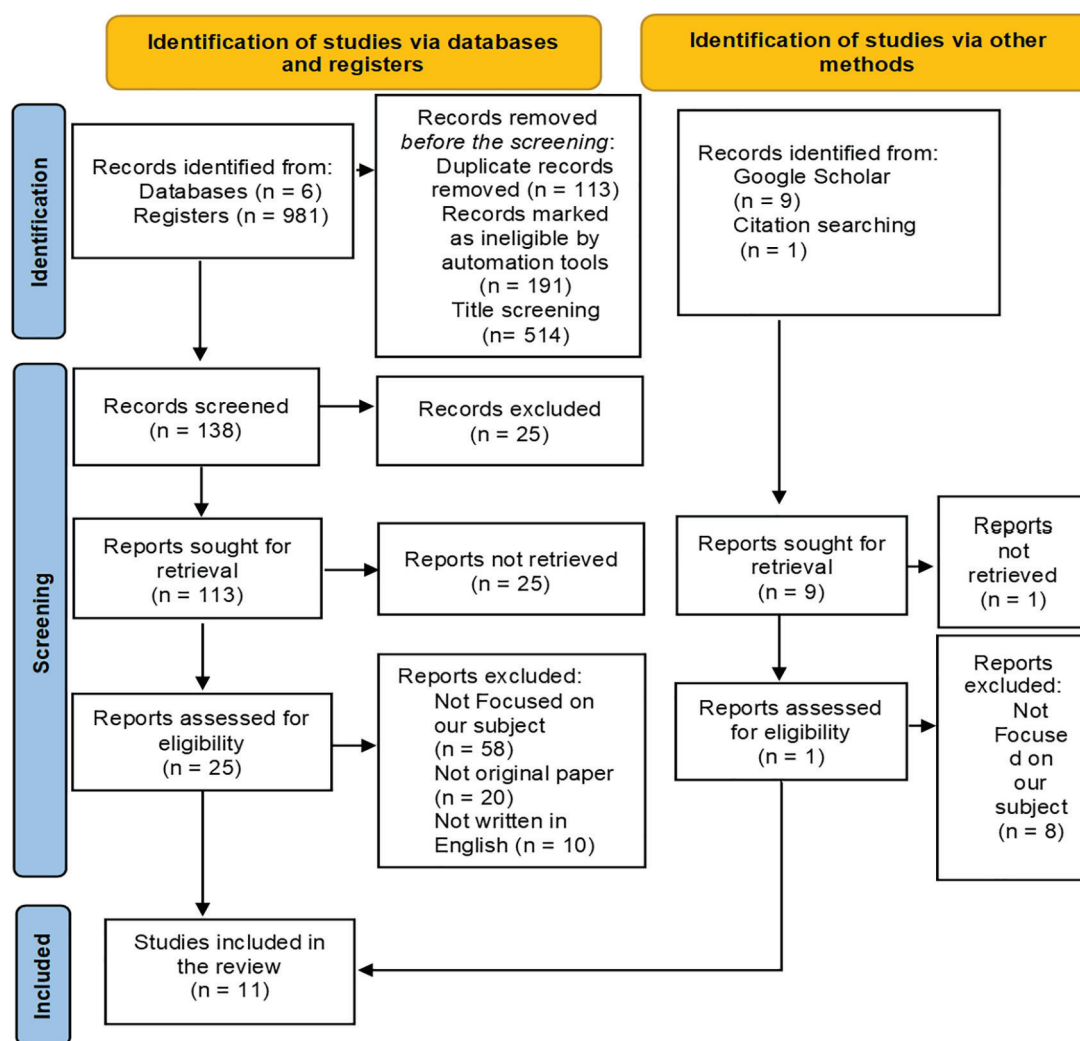 Identification of studies via databases
and registers
Identification of studies via other
methods
Identification
Records identified from:
Databases (n = 6)
Registers (n = 981)
Records removed
before the screening:
Duplicate records
removed (n = 113)
Records marked
as ineligible by
automation tools
(n = 191)
Title screening
(n= 514)
Records identified from:
Google Scholar
(n = 9)
Citation searching
(n = 1)
Screening
Records screened
(n = 138)
Records excluded
(n = 25)
Reports sought for
retrieval
(n = 113)
Reports not retrieved
(n = 25)
Reports sought for
retrieval
(n = 9)
Reports
not
retrieved
(n = 1)
Reports assessed for
eligibility
(n = 25)
Reports excluded:
Not Focused on
our subject
(n = 58)
Not original paper
(n = 20)
Not written in
English (n = 10)
Reports assessed
for eligibility
(n = 1)
Reports
excluded:
Not
Focuse
d on
our
subject
(n = 8)
Included
Studies included in
the review
(n = 11)